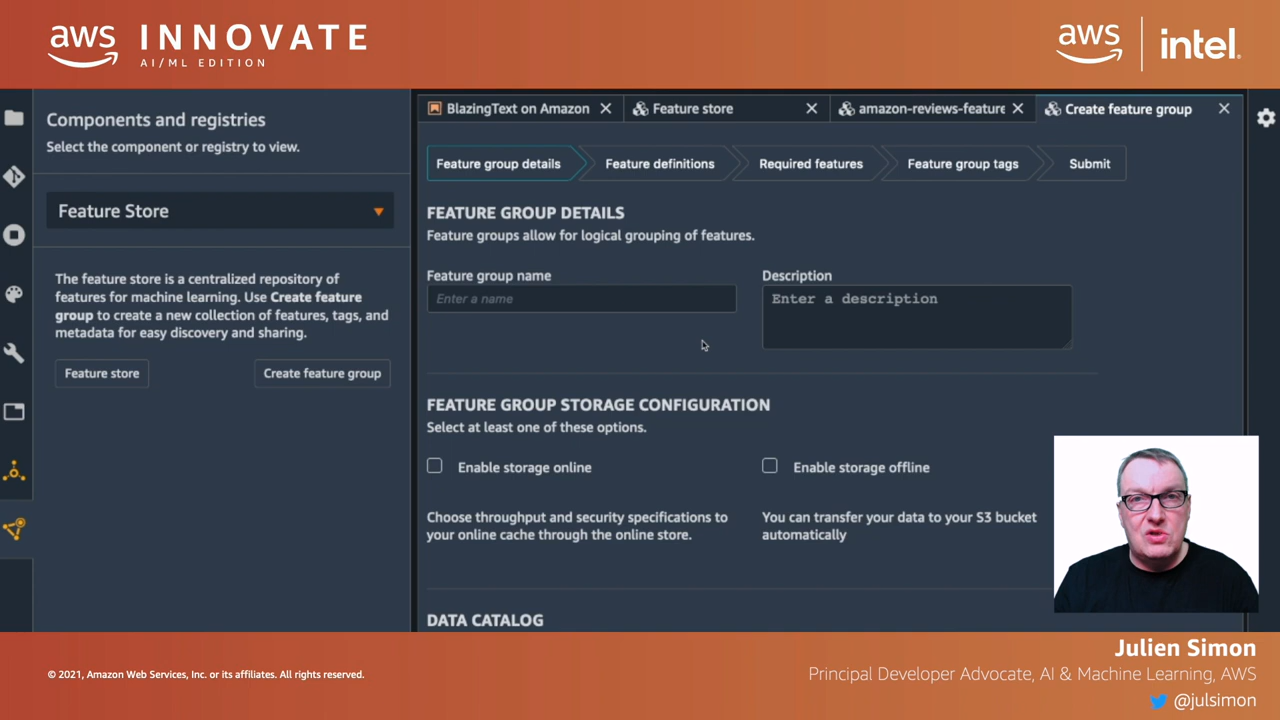 aws INNOVATE
AI/ML EDITION
aws intel.
Components and registries
Select the component or registry to view.
Feature Store
The feature store is a centralized repository of
features for machine learning. Use Create feature
group to create a new collection of features, tags, and
metadata for easy discovery and sharing.
Feature store Create feature group
BlazingText on Amazon Feature store amazon-reviews-feature Create feature group
Feature group details Feature definitions Required features Feature group tags Submit
FEATURE GROUP DETAILS
Feature groups allow for logical grouping of features.
Feature group name Description
Enter a name Enter a description
FEATURE GROUP STORAGE CONFIGURATION
Select at least one of these options.
Enable storage online Enable storage offline
Choose throughput and security specifications to
your online cache through the online store.
You can transfer your data to your S3 bucket
automatically
DATA CATALOG
Julien Simon
Principal Developer Advocate, AI & Machine Learning, AWS
@julsimon
© 2021, Amazon Web Services, Inc. or its affiliates. All rights reserved.